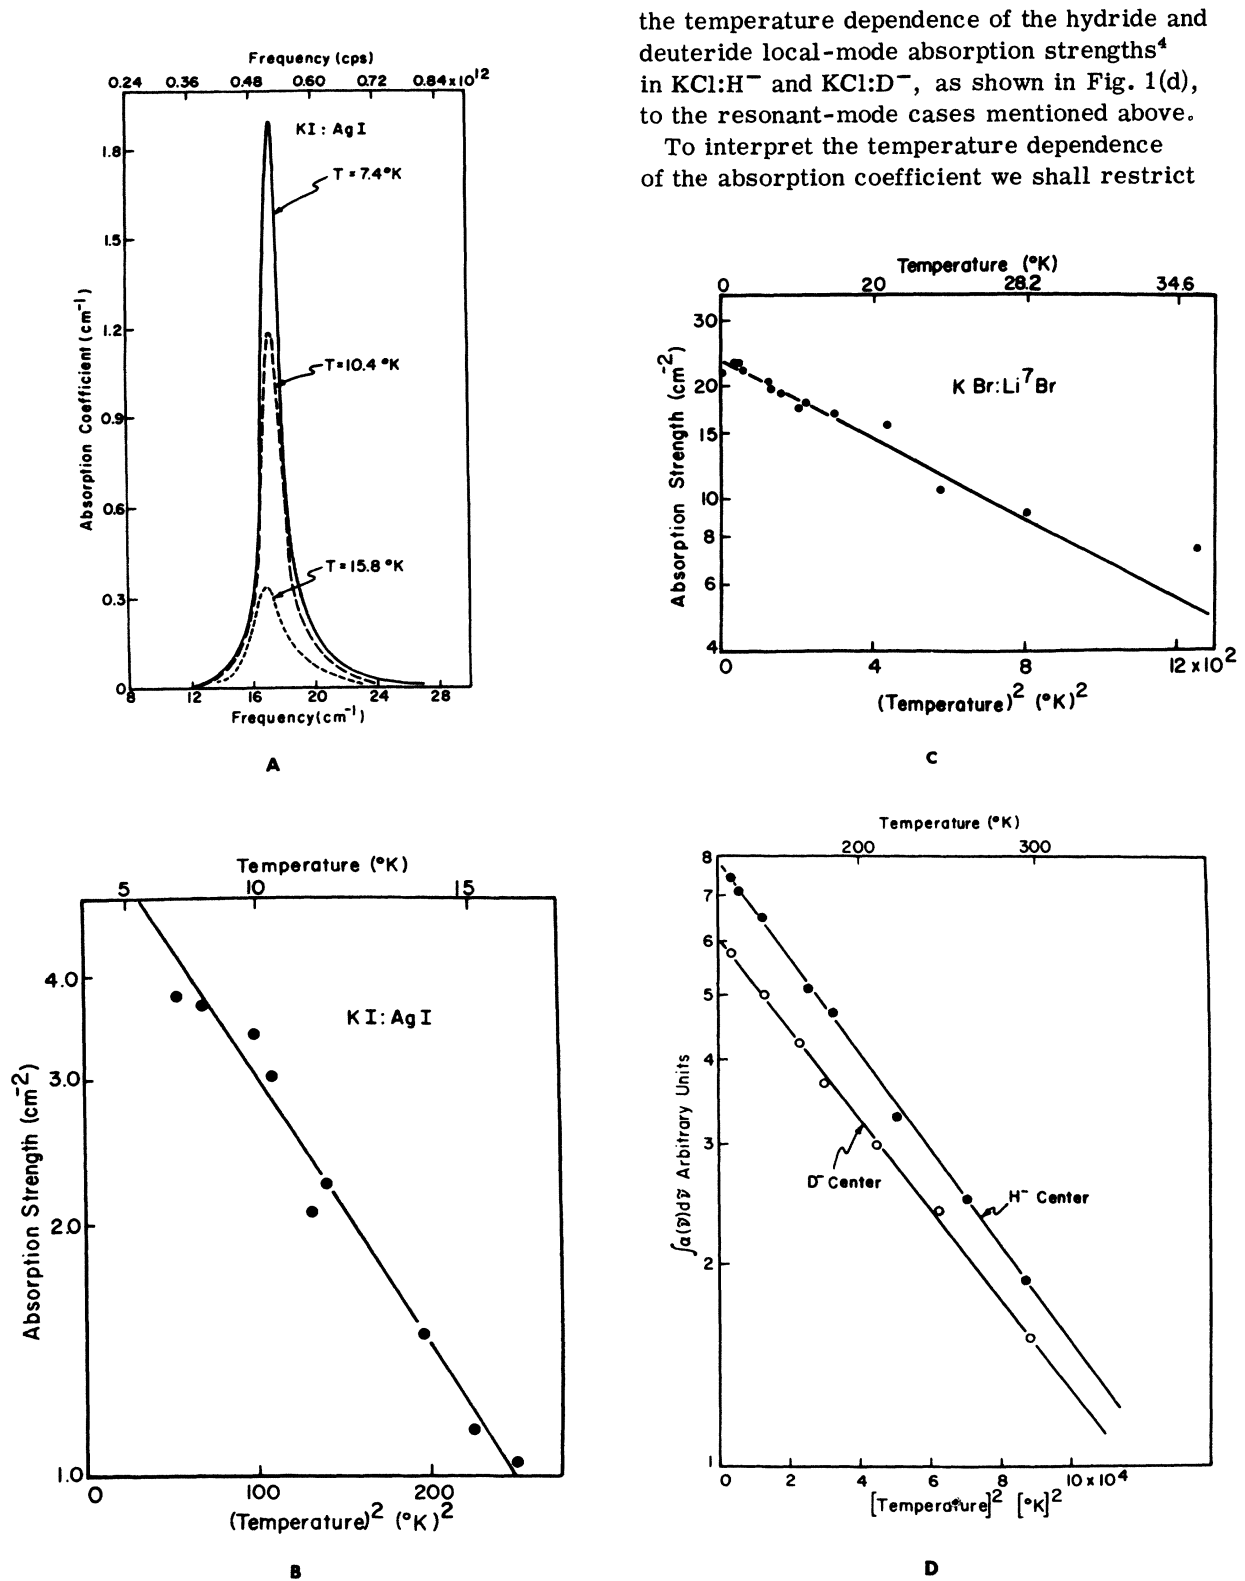 the temperature dependence of the hydride and
deuteride local-mode absorption strengths⁴
in KCl:H⁻ and KCl:D⁻, as shown in Fig. 1(d),
to the resonant-mode cases mentioned above.
To interpret the temperature dependence
of the absorption coefficient we shall restrict
Frequency (cps)
0.24 0.36 0.48 0.60 0.72 0.84x10¹²
KI: AgI
T = 7.4°K
T=10.4 °K
T=15.8 °K
Absorption Coefficient (cm⁻¹)
1.8
1.5
1.2
0.9
0.6
0.3
0
8 12 16 20 24 28
Frequency(cm⁻¹)
A
Temperature (°K)
0 20 28.2 34.6
K Br:Li⁷Br
Absorption Strength (cm⁻²)
30
20
15
10
8
6
4
0 4 8 12x10²
(Temperature)² (°K)²
C
Temperature (°K)
5 10 15
KI:AgI
Absorption Strength (cm⁻²)
4.0
3.0
2.0
1.0
0 100 200
(Temperature)² (°K)²
B
Temperature (°K)
200 300
8
7
6
5
4
3
2
1
∫α(ν̃)dν̃ Arbitrary Units
D⁻ Center
H⁻ Center
0 2 4 6 8 10x10⁴
[Temperature]² [°K]²
D